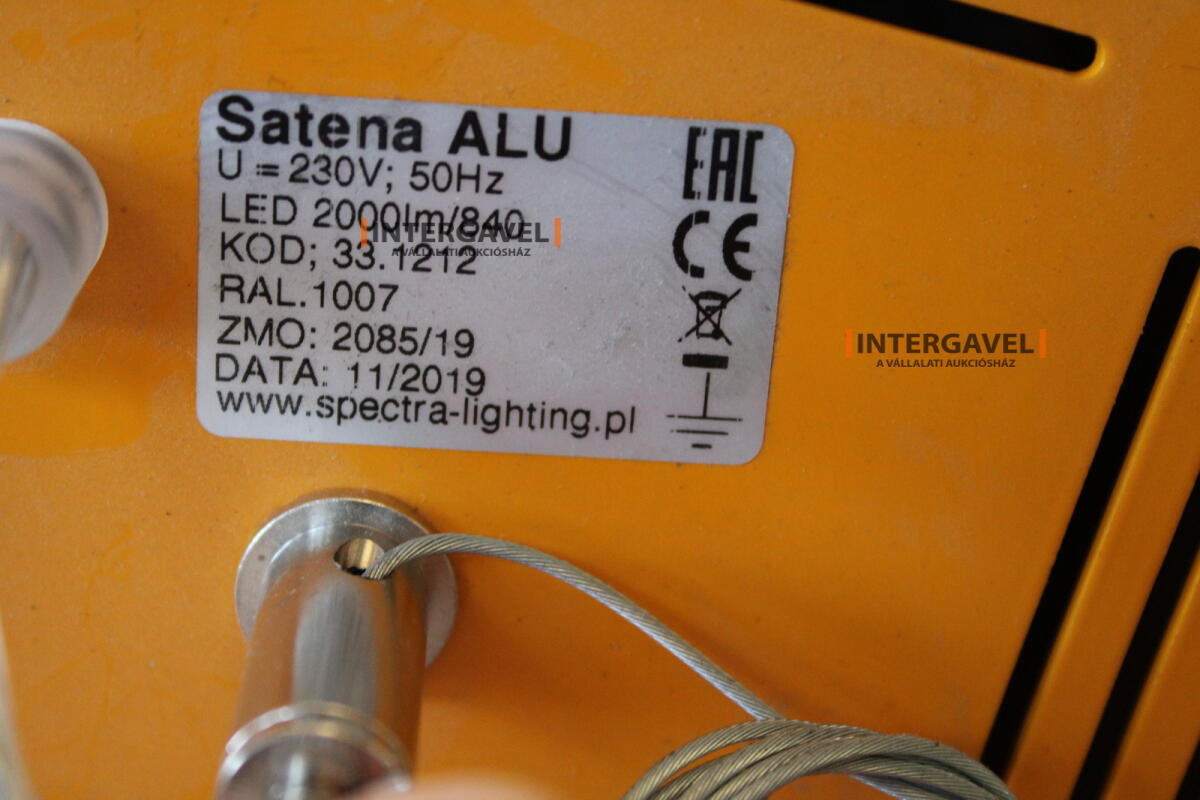 Satena ALU
U = 230V; 50Hz
LED 2000lm/840
KOD; 33.1212
RAL.1007
ZMO: 2085/19
DATA: 11/2019
www.spectra-lighting.pl
EAC
CE
INTERGAVEL
A VÁLLALATI AUKCIÓSHÁZ
INTERGAVEL
A VÁLLALATI AUKCIÓSHÁZ